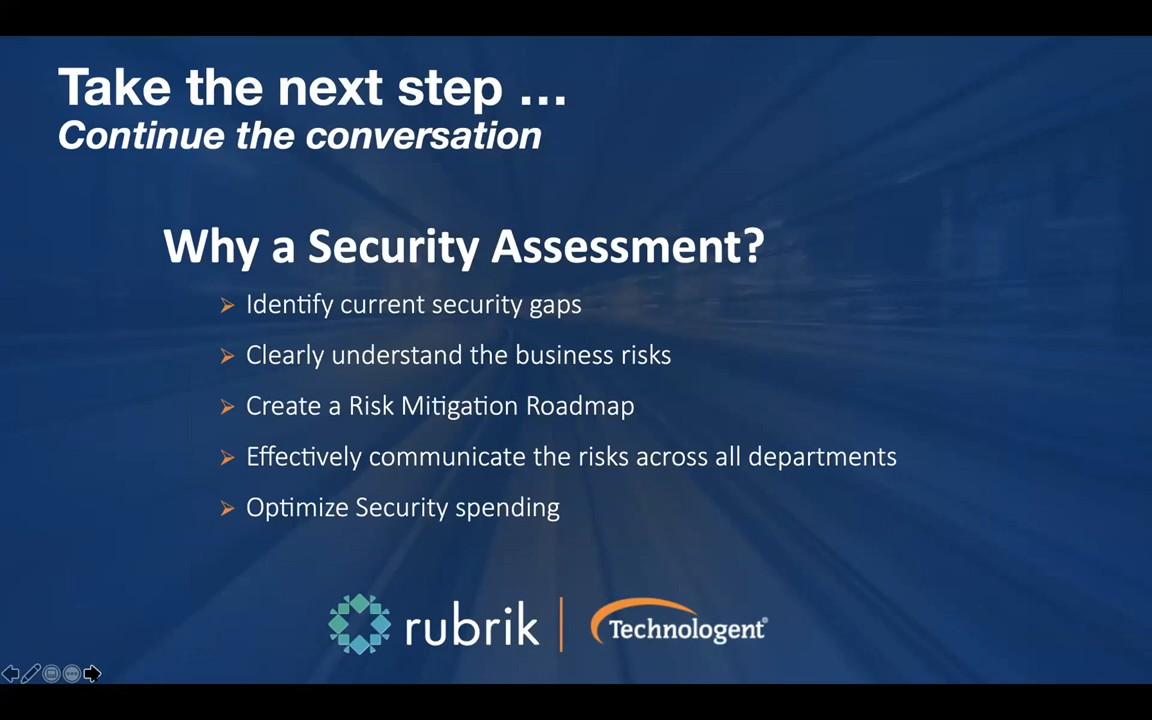 Take the next step ...
Continue the conversation
Why a Security Assessment?
Identify current security gaps
Clearly understand the business risks
Create a Risk Mitigation Roadmap
Effectively communicate the risks across all departments
Optimize Security spending
rubrik
Technologent®